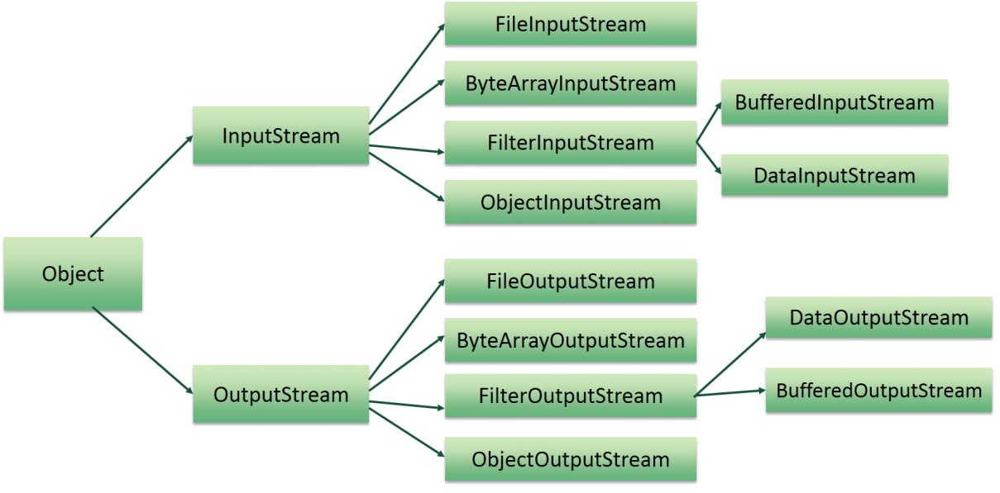 Object
InputStream
FileInputStream
ByteArrayInputStream
FilterInputStream
BufferedInputStream
DataInputStream
ObjectInputStream
OutputStream
FileOutputStream
ByteArrayOutputStream
FilterOutputStream
DataOutputStream
BufferedOutputStream
ObjectOutputStream